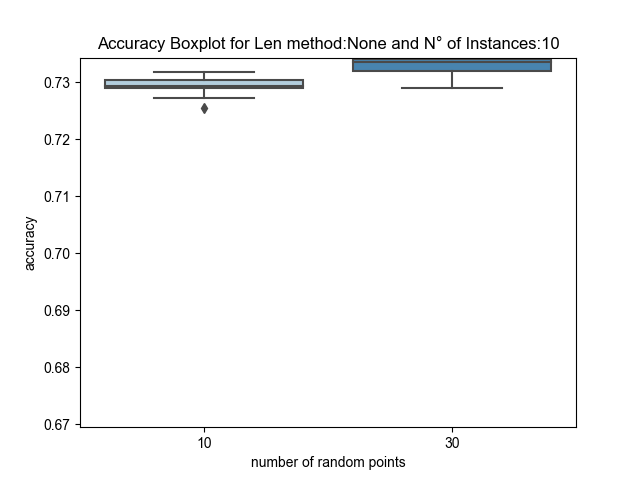 Accuracy Boxplot for Len method:None and N° of Instances:10
accuracy
0.73
0.72
0.71
0.70
0.69
0.68
0.67
10 30
number of random points